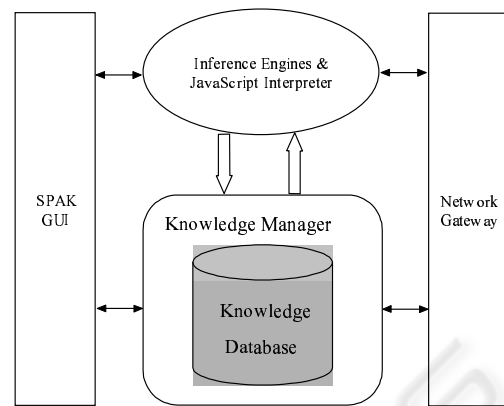 Inference Engines &
JavaScript Interpreter
SPAK
GUI
Network
Gateway
Knowledge Manager
Knowledge
Database